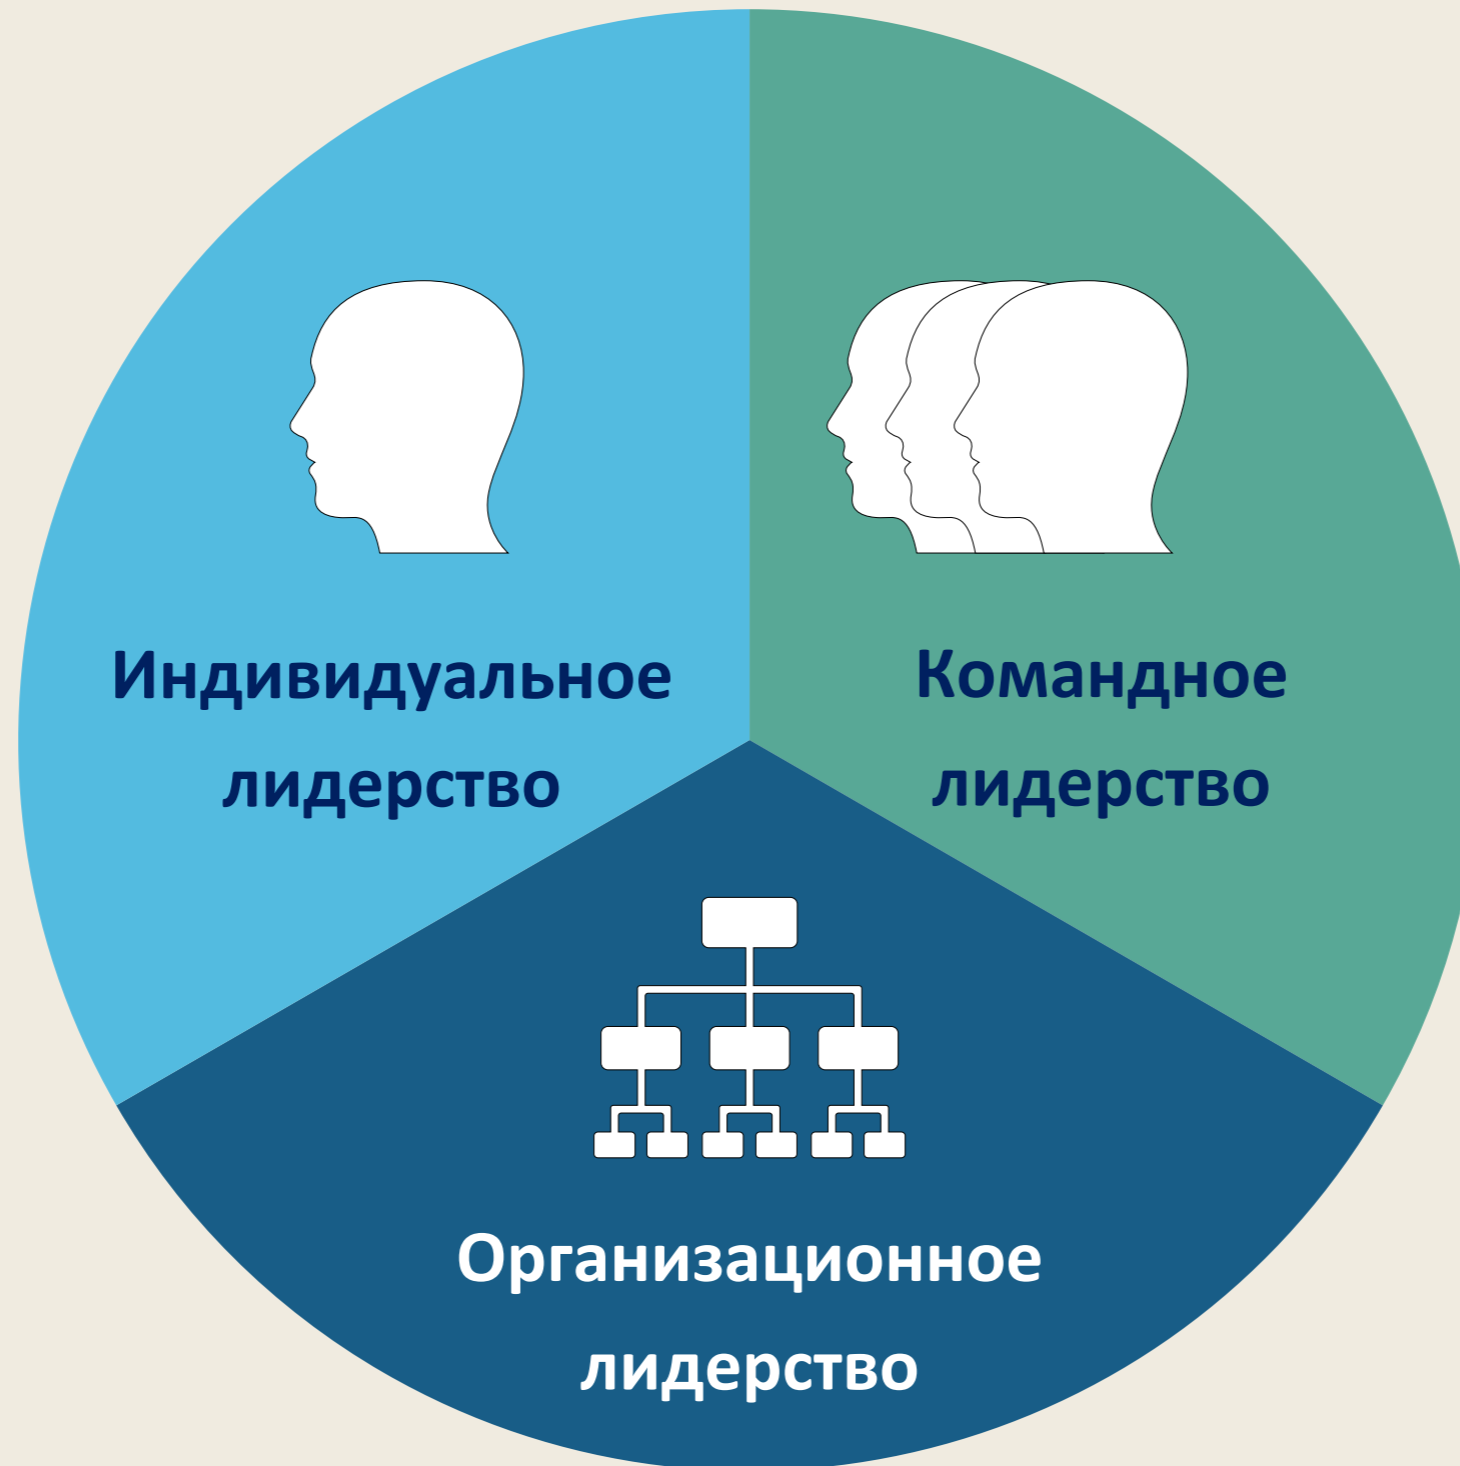 Индивидуальное
лидерство
Командное
лидерство
Организационное
лидерство